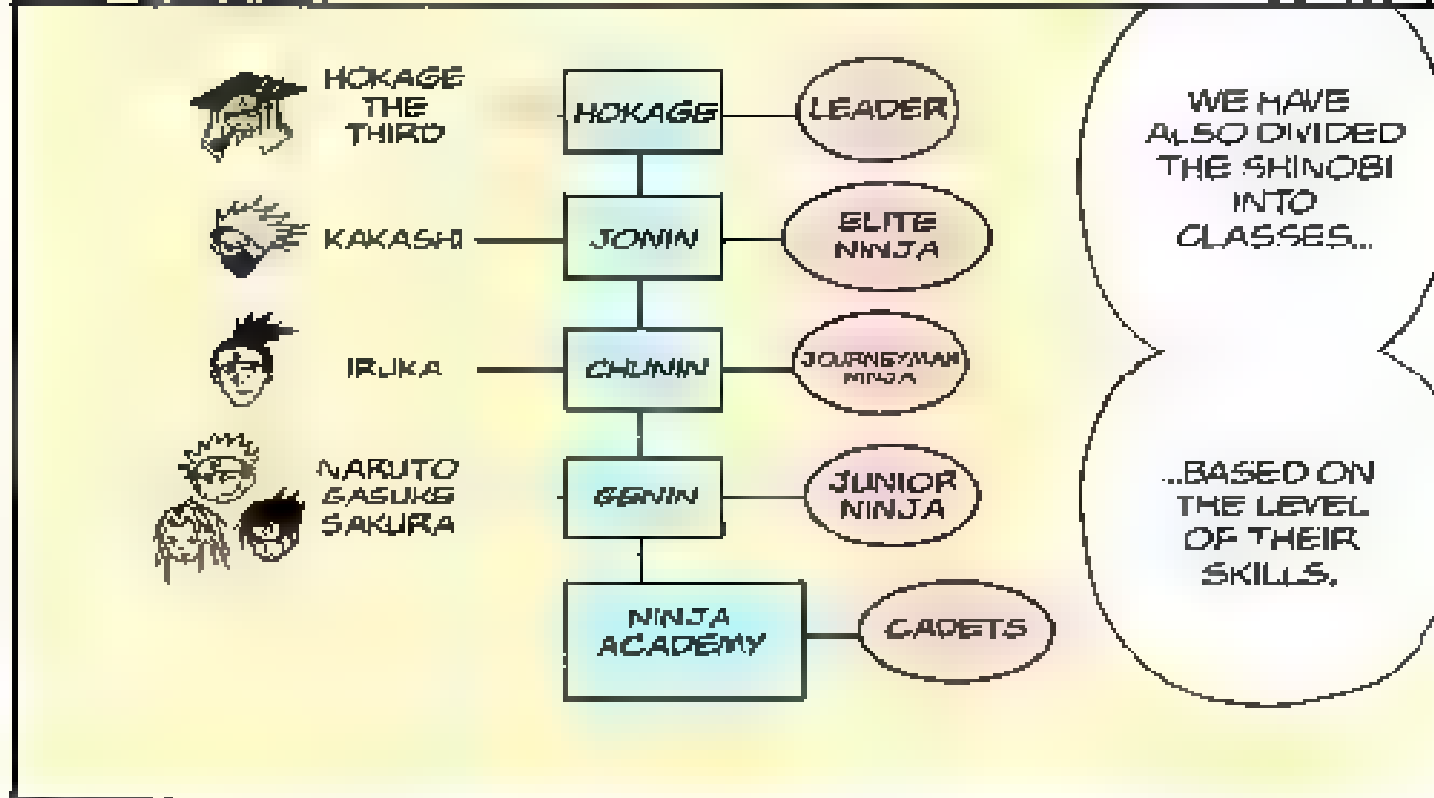 HOKAGE
THE
THIRD
HOKAGE
LEADER
KAKASHI
JONIN
ELITE
NINJA
IRUKA
CHUNIN
JOURNEYMAN
NINJA
NARUTO
SASUKE
SAKURA
GENIN
JUNIOR
NINJA
NINJA
ACADEMY
CADETS
WE HAVE
ALSO DIVIDED
THE SHINOBI
INTO
CLASSES...
...BASED ON
THE LEVEL
OF THEIR
SKILLS.